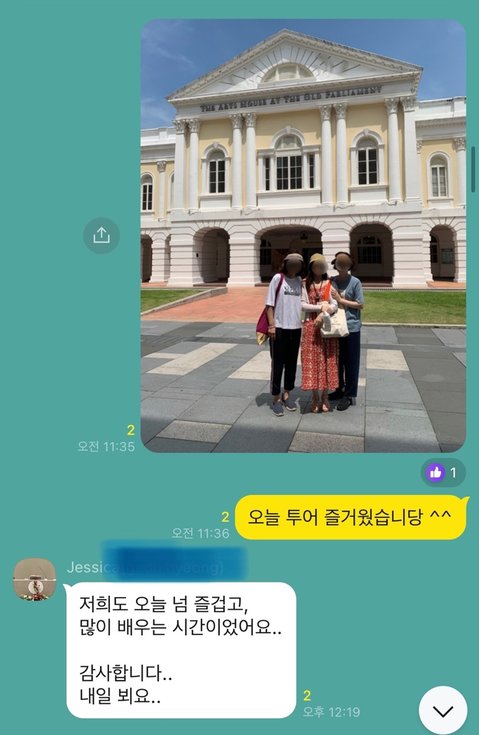 THE ARTS HOUSE AT THE OLD PARLIAMENT
2
오전 11:35
1
2
오전 11:36
오늘 투어 즐거웠습니당 ^^
Jessica
저희도 오늘 넘 즐겁고,
많이 배우는 시간이었어요..
감사합니다..
내일 뵈요..
2
오후 12:19